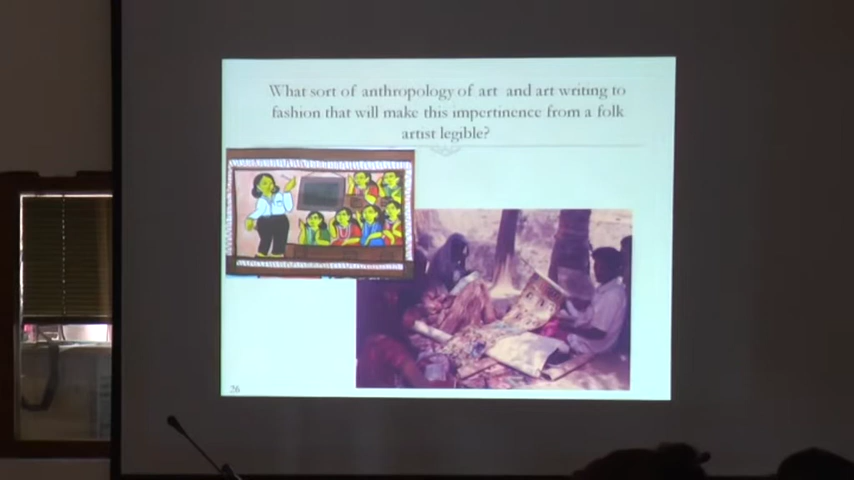 What sort of anthropology of art and art writing to
fashion that will make this impertinence from a folk
artist legible?
26